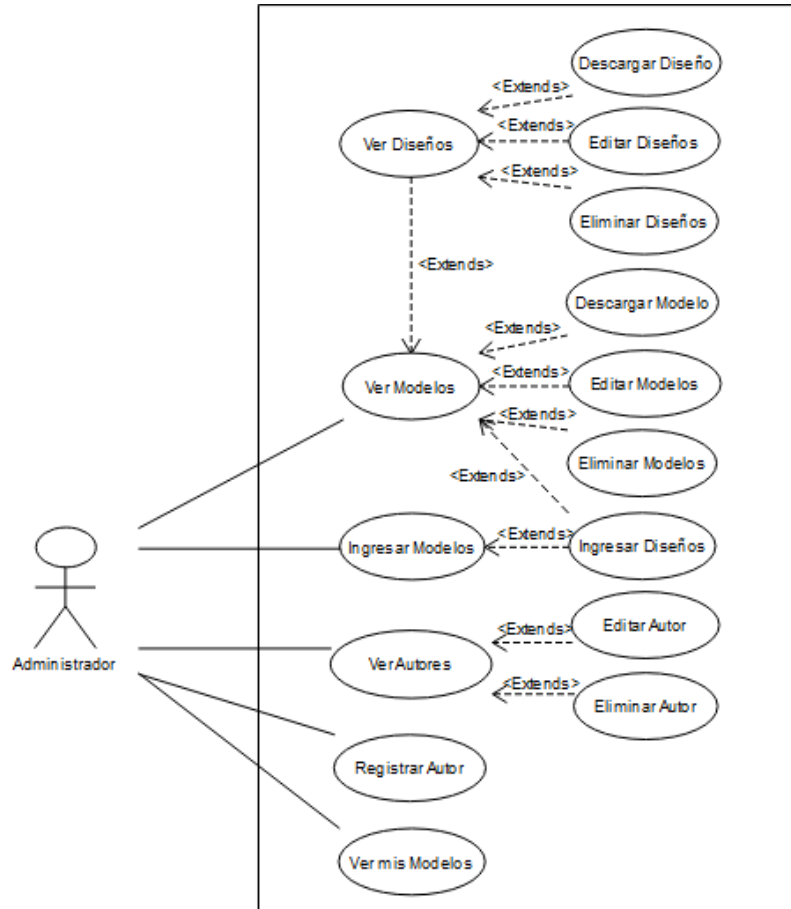 Descargar Diseño
<Extends>
Ver Diseños
<Extends>
Editar Diseños
<Extends>
Eliminar Diseños
<Extends>
Descargar Modelo
<Extends>
Ver Modelos
<Extends>
Editar Modelos
<Extends>
Eliminar Modelos
<Extends>
Ingresar Modelos
<Extends>
Ingresar Diseños
Administrador
Ver Autores
<Extends>
Editar Autor
<Extends>
Eliminar Autor
Registrar Autor
Ver mis Modelos